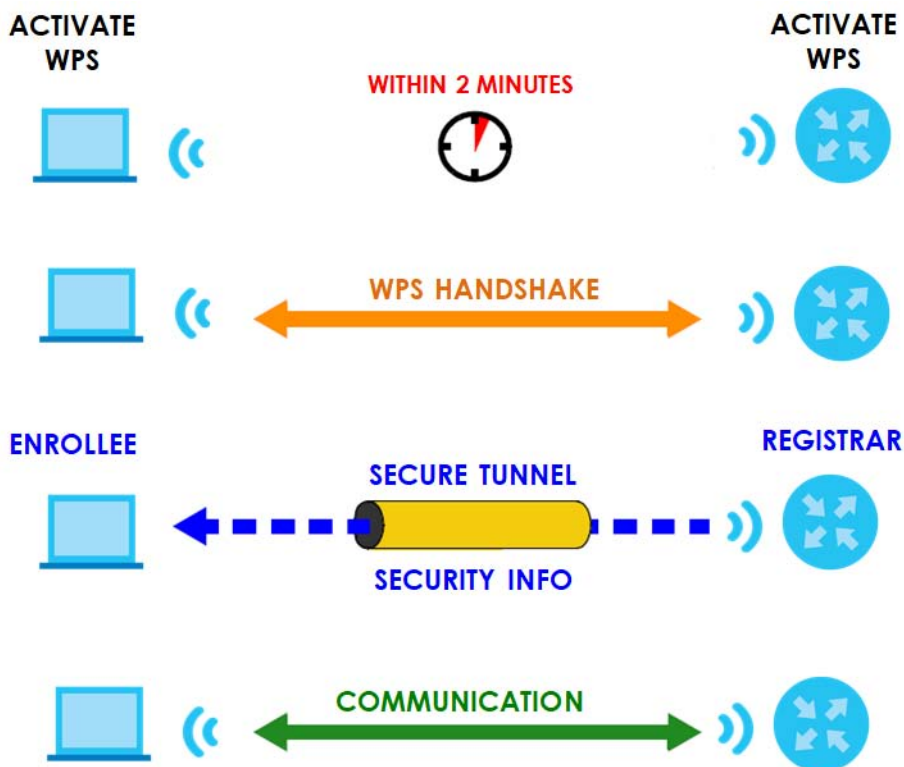 ACTIVATE
WPS
ACTIVATE
WPS
WITHIN 2 MINUTES
WPS HANDSHAKE
ENROLLEE
REGISTRAR
SECURE TUNNEL
SECURITY INFO
COMMUNICATION